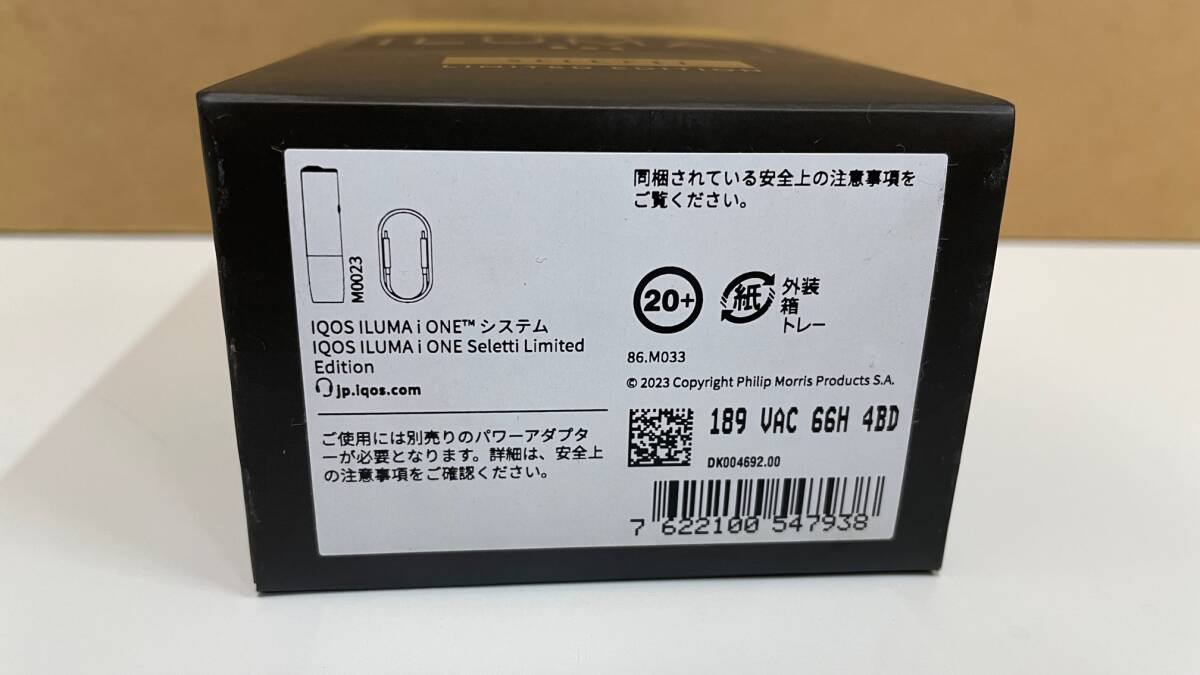 ILUMA i
ONE
SELETTI
LIMITED EDITION
M0023
IQOS ILUMA i ONE™ システム
IQOS ILUMA i ONE Seletti Limited
Edition
jp.iqos.com
ご使用には別売りのパワーアダプタ
ーが必要となります。詳細は、安全上
の注意事項をご確認ください。
同梱されている安全上の注意事項を
ご覧ください。
20+
紙
外装
箱
トレー
86.M033
© 2023 Copyright Philip Morris Products S.A.
189 VAC 66H 4BD
DK004692.00
7 622100 547938